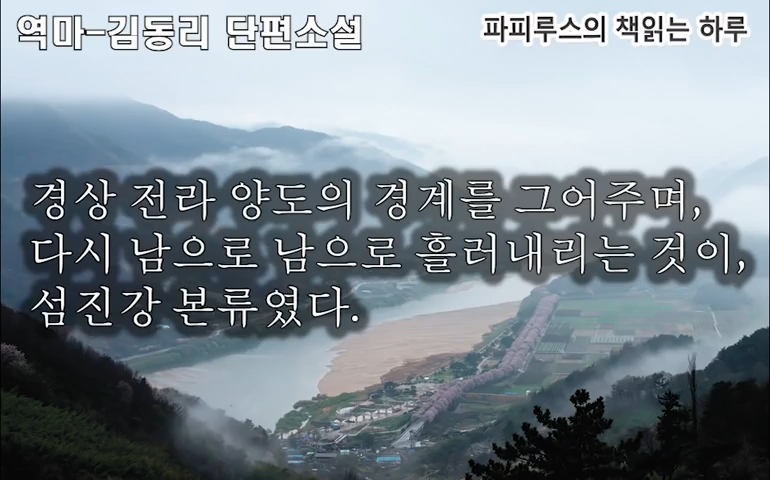 역마-김동리 단편소설
파피루스의 책읽는 하루
경상 전라 양도의 경계를 그어주며,
다시 남으로 남으로 흘러내리는 것이,
섬진강 본류였다.